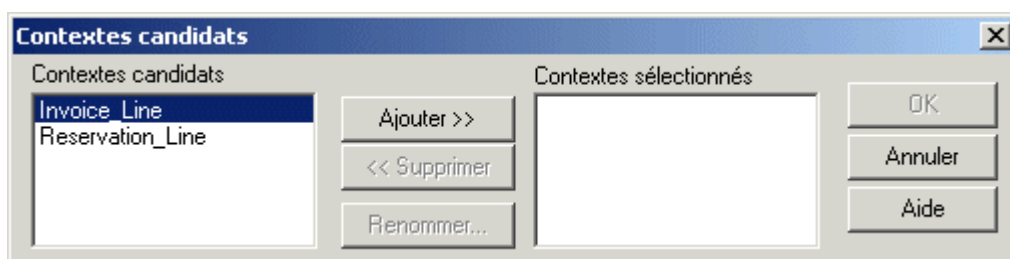 Contextes candidats
Contextes candidats
Invoice_Line
Reservation_Line
Ajouter >>
<< Supprimer
Renommer...
Contextes sélectionnés
OK
Annuler
Aide